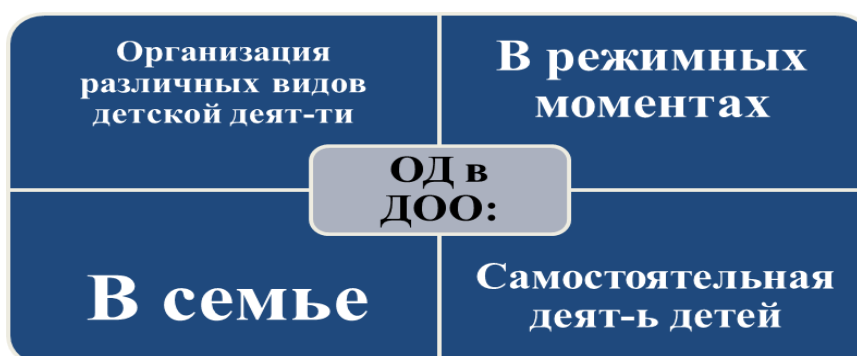 Организация
различных видов
детской деят-ти
В режимных
моментах
ОД в
ДОО:
В семье
Самостоятельная
деят-ь детей